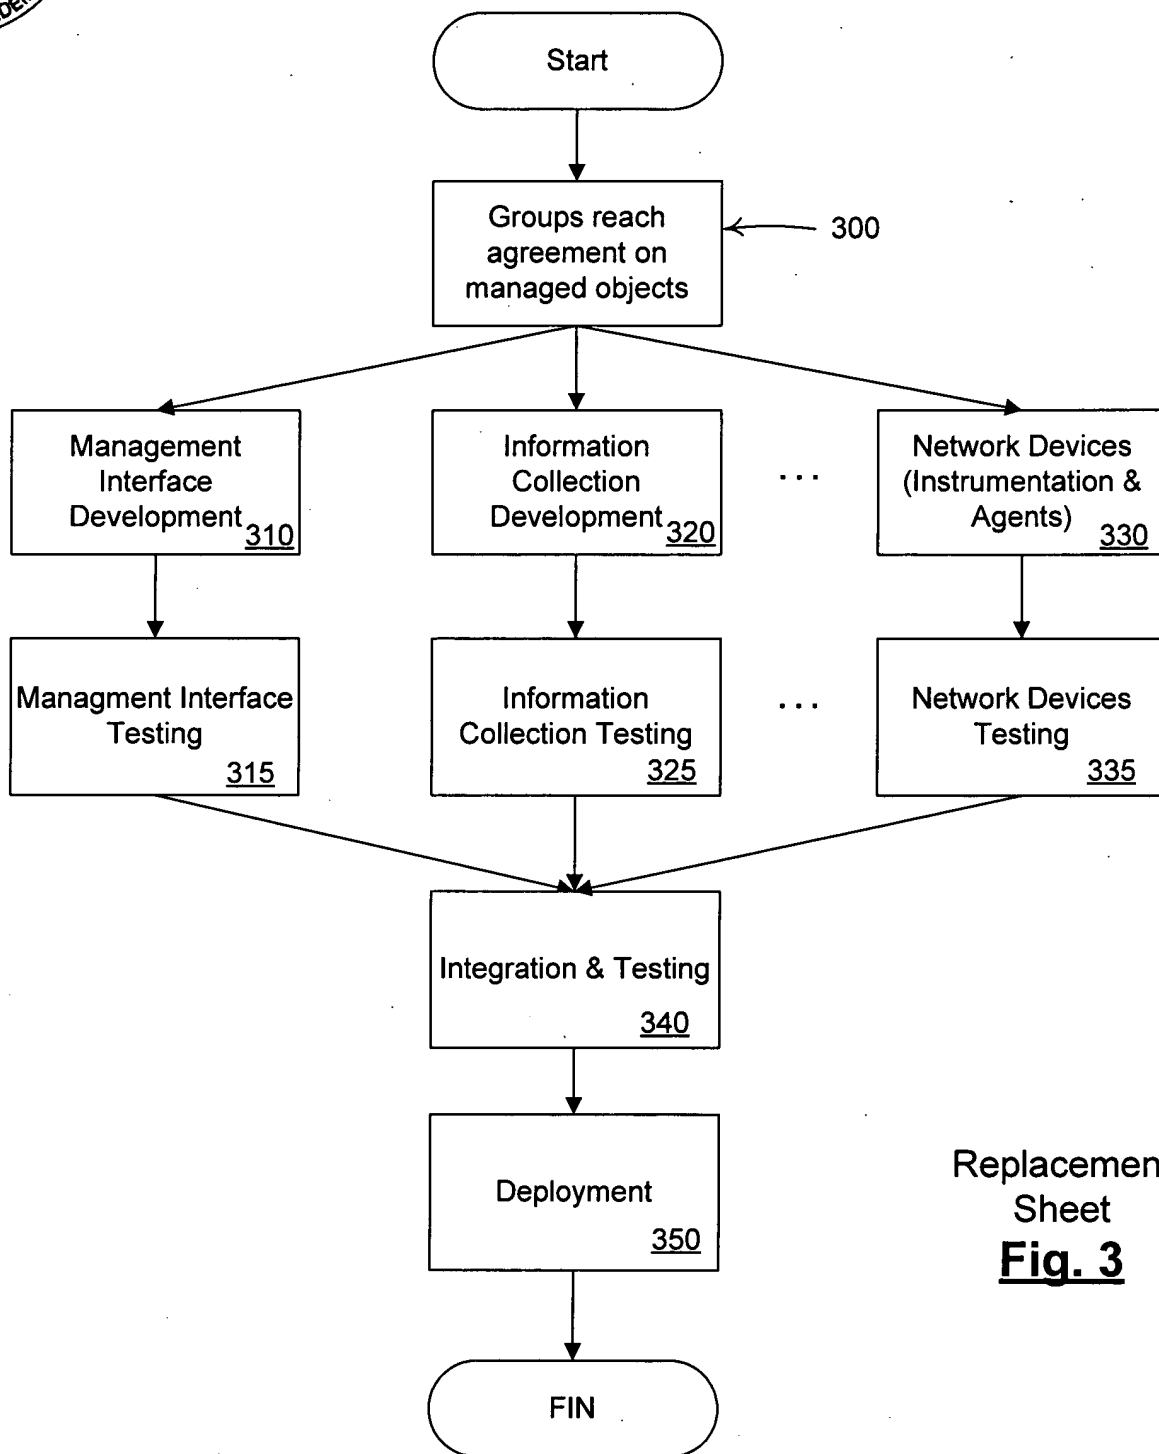 Start
Groups reach
agreement on
managed objects
300
Management
Interface
Development
310
Information
Collection
Development
320
...
Network Devices
(Instrumentation &
Agents)
330
Managment Interface
Testing
315
Information
Collection Testing
325
...
Network Devices
Testing
335
Integration & Testing
340
Deployment
350
Replacemen
Sheet
Fig. 3
FIN